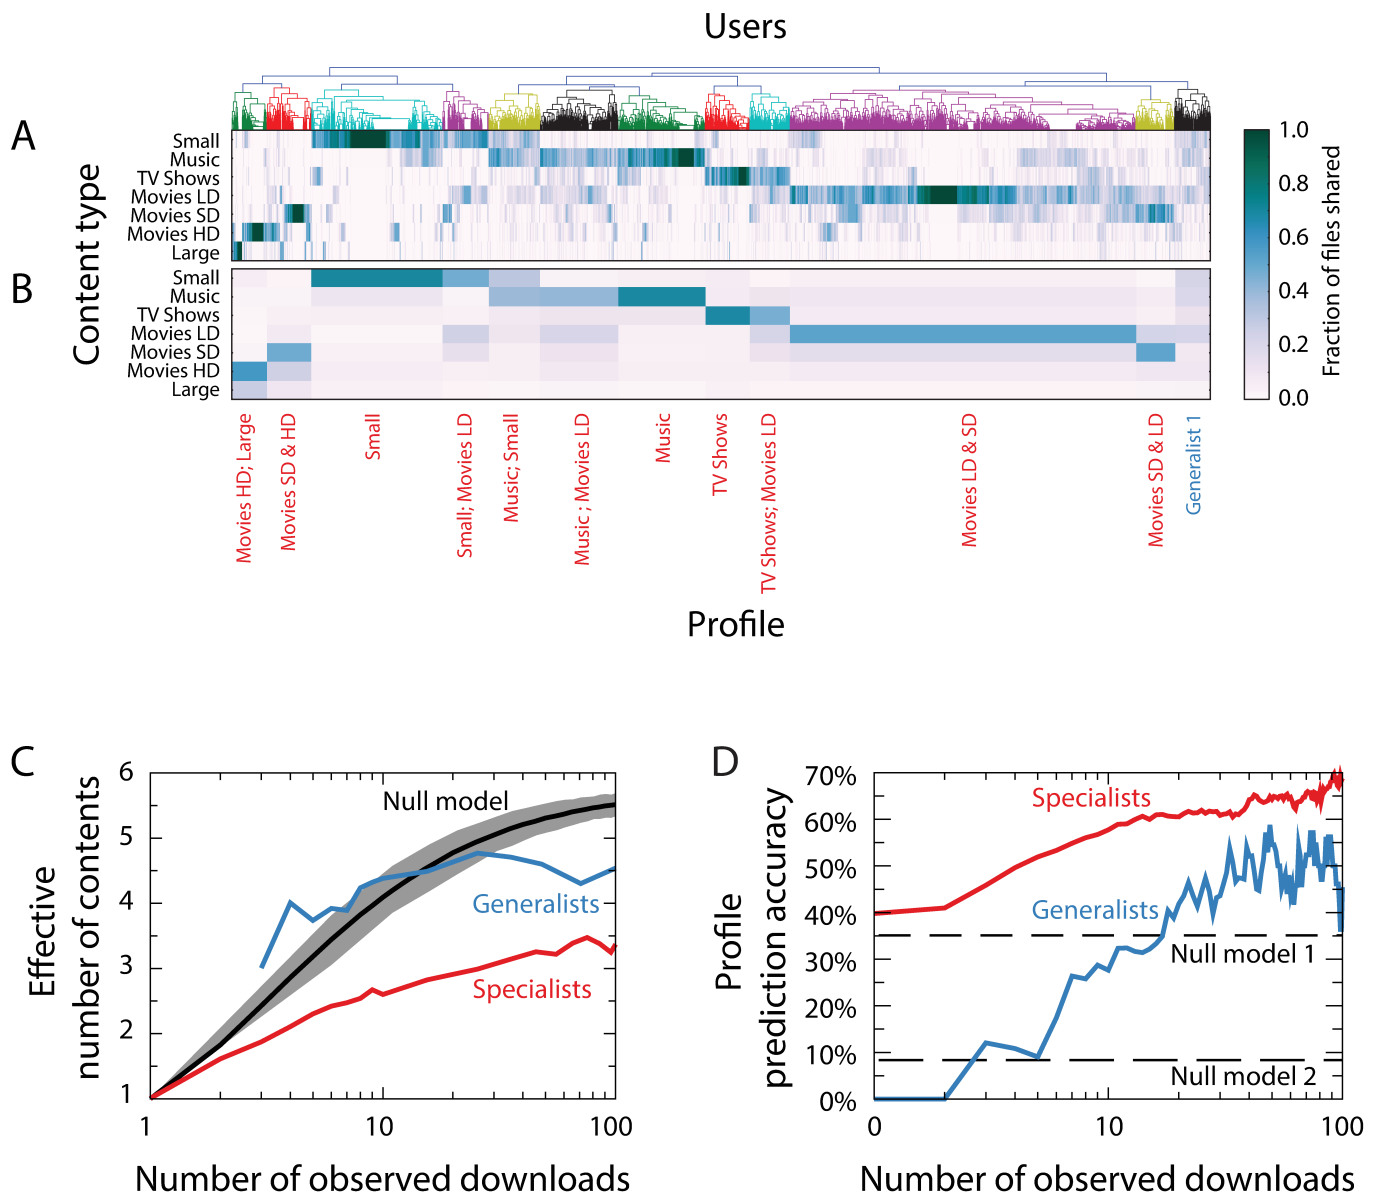 Users
A
Content type
Small
Music
TV Shows
Movies LD
Movies SD
Movies HD
Large
B
Small
Music
TV Shows
Movies LD
Movies SD
Movies HD
Large
1.0
0.8
0.6
0.4
0.2
0.0
Fraction of files shared
Movies HD; Large
Movies SD & HD
Small
Small; Movies LD
Music; Small
Music ; Movies LD
Music
TV Shows
TV Shows; Movies LD
Movies LD & SD
Movies SD & LD
Generalist 1
Profile
C
Effective
number of contents
6
5
4
3
2
1
Null model
Generalists
Specialists
1
10
100
Number of observed downloads
D
Profile
prediction accuracy
70%
60%
50%
40%
30%
20%
10%
0%
Specialists
Generalists
Null model 1
Null model 2
0
10
100
Number of observed downloads